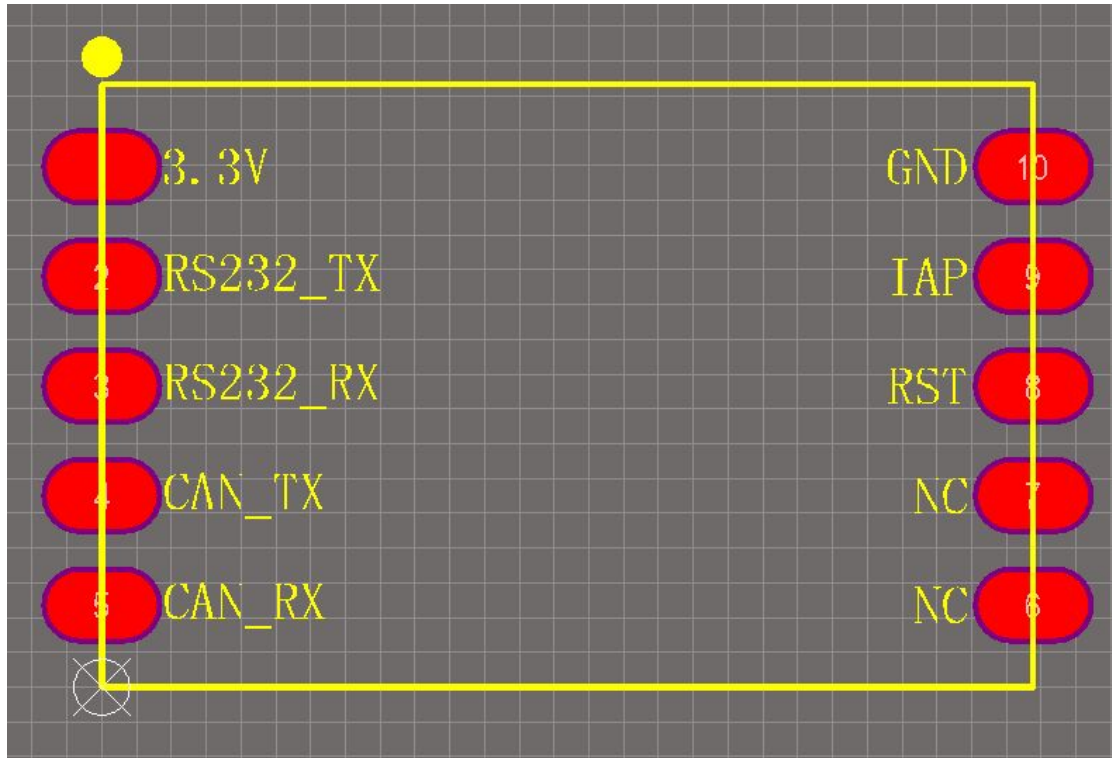 3.3V GND 10
2 RS232_TX IAP 9
3 RS232_RX RST 8
4 CAN_TX NC 7
5 CAN_RX NC 6